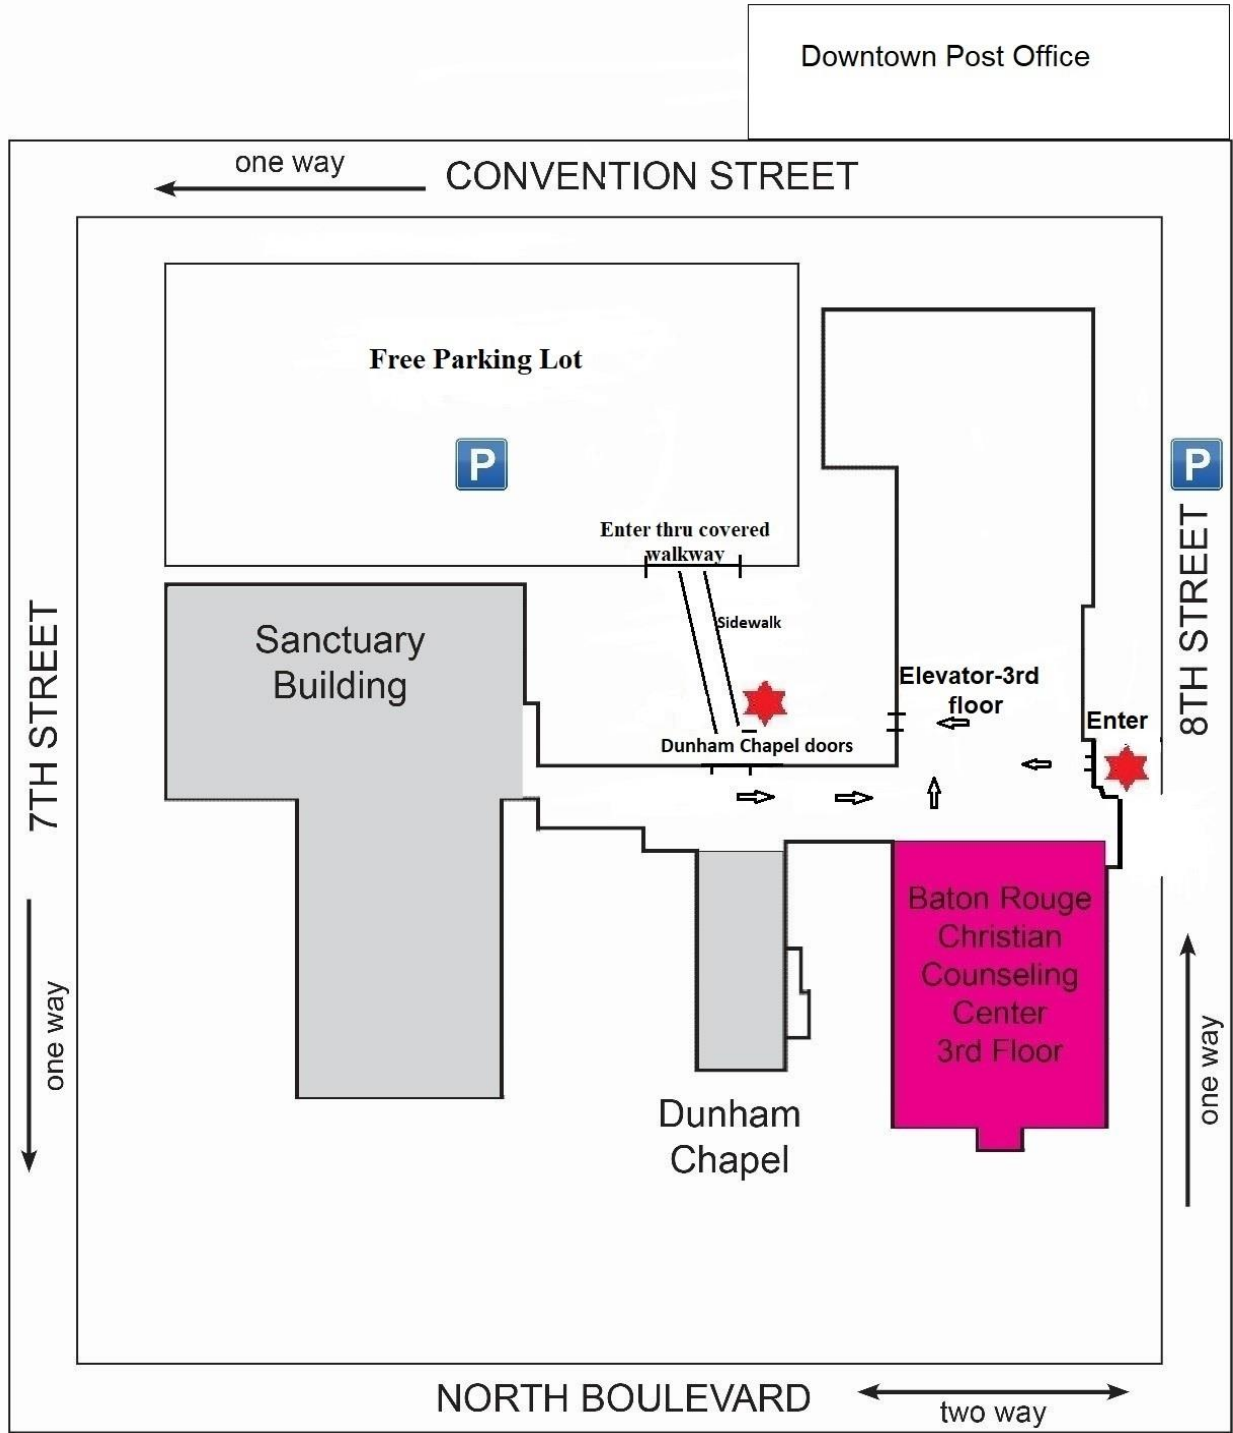 Downtown Post Office
one way
CONVENTION STREET
Free Parking Lot
P
P
Enter thru covered
walkway
Sidewalk
Sanctuary
Building
7TH STREET
8TH STREET
Elevator-3rd
floor
Enter
Dunham Chapel doors
Baton Rouge
Christian
Counseling
Center
3rd Floor
one way
one way
Dunham
Chapel
NORTH BOULEVARD
two way